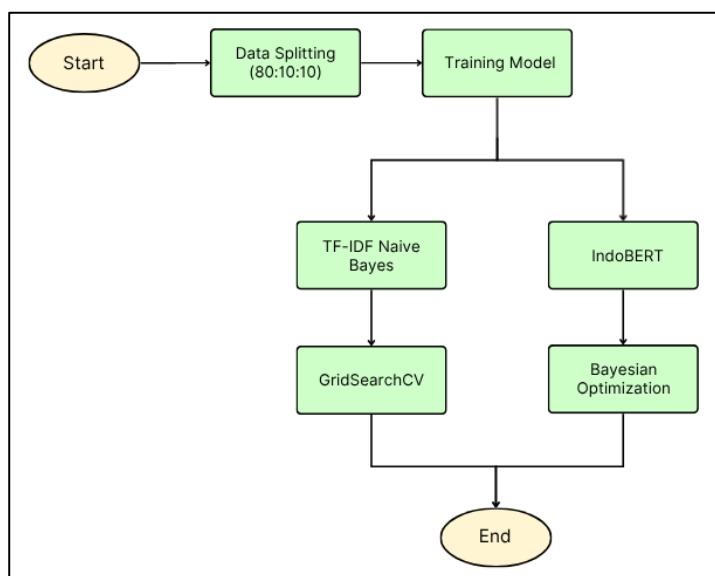 Start
Data Splitting
(80:10:10)
Training Model
TF-IDF Naive
Bayes
IndoBERT
GridSearchCV
Bayesian
Optimization
End